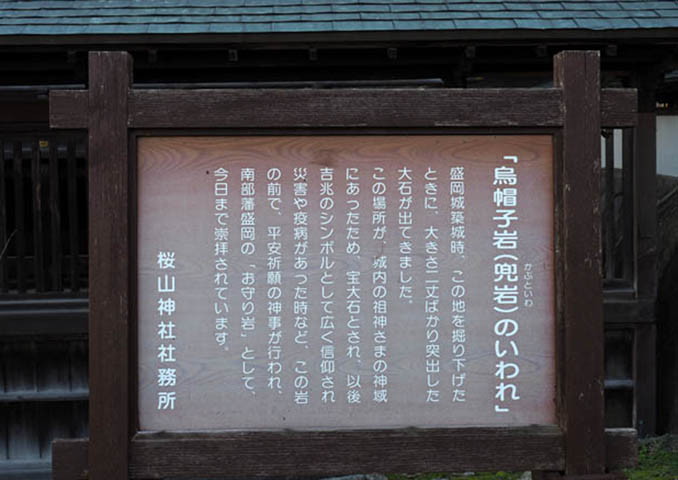 「烏帽子岩(兜岩)のいわれ」
かぶといわ
盛岡城築城時、この地を掘り下げた
ときに、大きさ二丈ばかり突出した
大石が出てきました。
この場所が、城内の祖神さまの神域
にあったため、宝大石とされ、以後
吉兆のシンボルとして広く信仰され
災害や疫病があった時など、この岩
の前で、平安祈願の神事が行われ、
南部藩盛岡の、お守り岩」として、
今日まで崇拝されています。
桜山神社社務所